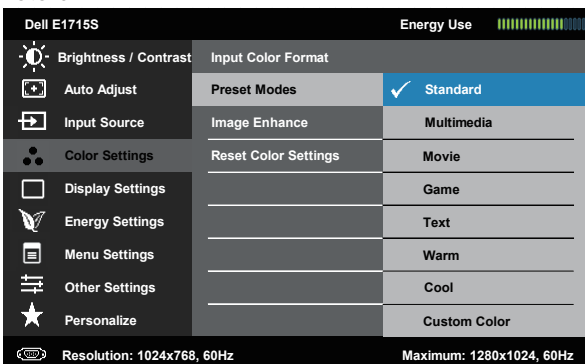 Dell E1715S Energy Use
Brightness / Contrast Input Color Format
Auto Adjust Preset Modes Standard
Input Source Image Enhance Multimedia
Color Settings Reset Color Settings Movie
Display Settings Game
Energy Settings Text
Menu Settings Warm
Other Settings Cool
Personalize Custom Color
Resolution: 1024x768, 60Hz Maximum: 1280x1024, 60Hz